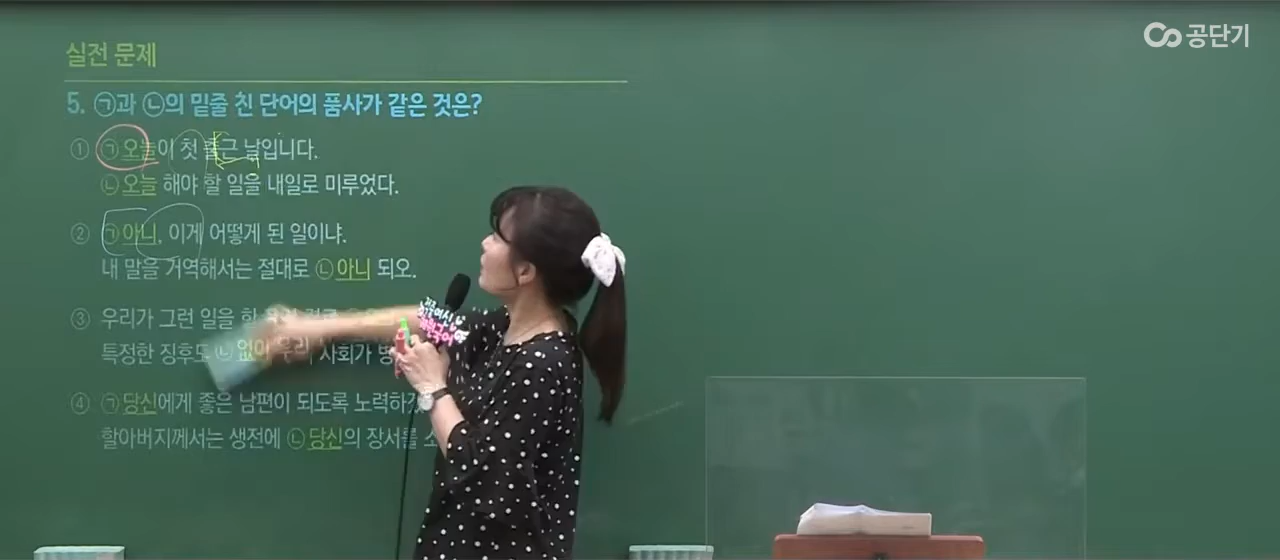 공단기
실전 문제
5. ㉠과 ㉡의 밑줄 친 단어의 품사가 같은 것은?
① ㉠오늘이 첫 출근 날입니다.
㉡오늘 해야 할 일을 내일로 미루었다.
② ㉠아니, 이게 어떻게 된 일이냐.
내 말을 거역해서는 절대로 ㉡아니 되오.
③ 우리가 그런 일을 할
특정한 징후도 ㉡없이 우리 사회가
④ ㉠당신에게 좋은 남편이 되도록
할아버지께서는 생전에 ㉡당신의 장서를